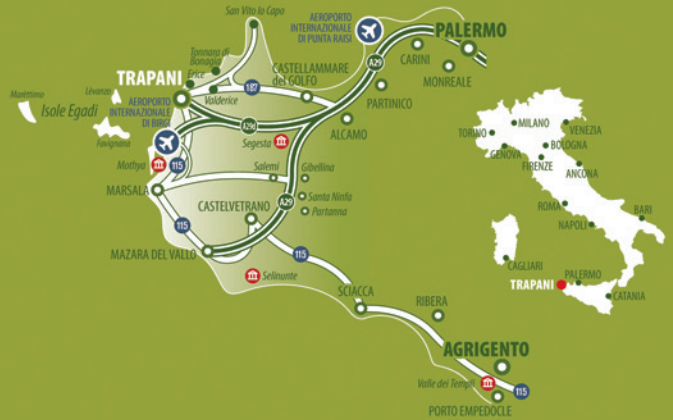 San Vito lo Capo
AEROPORTO
INTERNAZIONALE
DI PUNTA RAISI
PALERMO
A29
CARINI
MONREALE
Tonnara di
Bonagia
Erice
TRAPANI
187
CASTELLAMMARE
del GOLFO
PARTINICO
Valderice
Lévanzo
Maréttimo
Isole Egadi
Favignana
AEROPORTO
INTERNAZIONALE
DI BIRGI
A29d
ALCAMO
Segesta
Mothya
115
Salemi
Gibellina
MARSALA
A29
Santa Ninfa
Partanna
CASTELVETRANO
115
MAZARA DEL VALLO
115
Selinunte
SCIACCA
RIBERA
AGRIGENTO
Valle dei Templi
115
PORTO EMPEDOCLE
MILANO
TORINO
VENEZIA
GENOVA
BOLOGNA
FIRENZE
ANCONA
ROMA
BARI
NAPOLI
CAGLIARI
PALERMO
TRAPANI
CATANIA